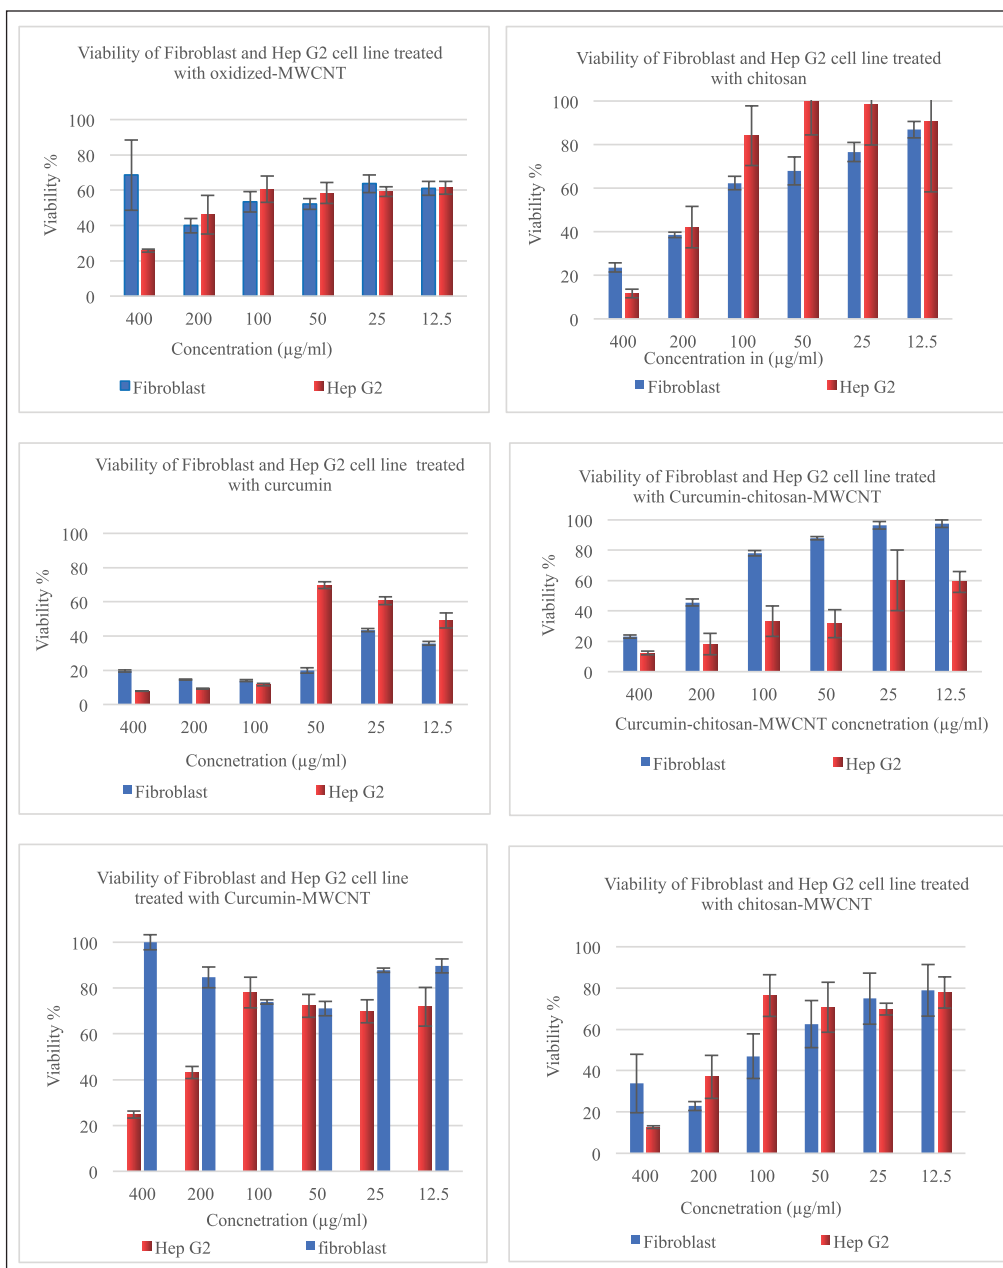 Viability of Fibroblast and Hep G2 cell line treated
with oxidized-MWCNT
Viability %
100
80
60
40
20
0
400 200 100 50 25 12.5
Concentration (µg/ml)
Fibroblast Hep G2
Viability of Fibroblast and Hep G2 cell line treated
with chitosan
Viability %
100
80
60
40
20
0
400 200 100 50 25 12.5
Concentration in (µg/ml)
Fibroblast Hep G2
Viability of Fibroblast and Hep G2 cell line treated
with curcumin
Viability %
100
80
60
40
20
0
400 200 100 50 25 12.5
Concnetration (µg/ml)
Fibroblast Hep G2
Viability of Fibroblast and Hep G2 cell line trated
with Curcumin-chitosan-MWCNT
Viability %
100
80
60
40
20
0
400 200 100 50 25 12.5
Curcumin-chitosan-MWCNT concnetration (µg/ml)
Fibroblast Hep G2
Viability of Fibroblast and Hep G2 cell line
treated with Curcumin-MWCNT
Viability %
100
80
60
40
20
0
400 200 100 50 25 12.5
Concnetration (µg/ml)
Hep G2 fibroblast
Viability of Fibroblast and Hep G2 cell line treated
with chitosan-MWCNT
Viability %
100
80
60
40
20
0
400 200 100 50 25 12.5
Concnetration (µg/ml)
Fibroblast Hep G2